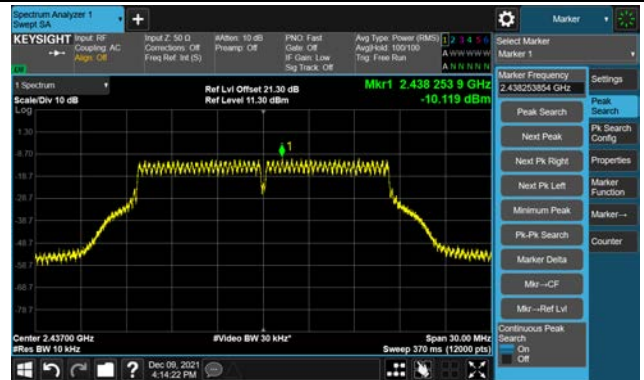 Spectrum Analyzer 1
Swept SA
+
Marker
KEYSIGHT
Input: RF
Coupling: AC
Align: Off
Input Z: 50 Ω
Corrections: Off
Freq Ref: Int (S)
#Atten: 10 dB
Preamp: Off
PNO: Fast
Gate: Off
IF Gain: Low
Sig Track: Off
Avg Type: Power (RMS)
Avg|Hold: 100/100
Trig: Free Run
1 2 3 4 5 6
A W W W W W
A N N N N N
Select Marker
Marker 1
1 Spectrum
Scale/Div 10 dB
Log
Ref Lvl Offset 21.30 dB
Ref Level 11.30 dBm
Mkr1 2.438 253 9 GHz
-10.119 dBm
1.30
-8.70
-18.7
-28.7
-38.7
-48.7
-58.7
-68.7
-78.7
1
Marker Frequency
2.438253854 GHz
Peak Search
Next Peak
Next Pk Right
Next Pk Left
Minimum Peak
Pk-Pk Search
Marker Delta
Mkr→CF
Mkr→Ref Lvl
Continuous Peak
Search
On
Off
Settings
Peak
Search
Pk Search
Config
Properties
Marker
Function
Marker→
Counter
Center 2.43700 GHz
#Res BW 10 kHz
#Video BW 30 kHz*
Span 30.00 MHz
Sweep 370 ms (12000 pts)
Dec 09, 2021
4:14:22 PM